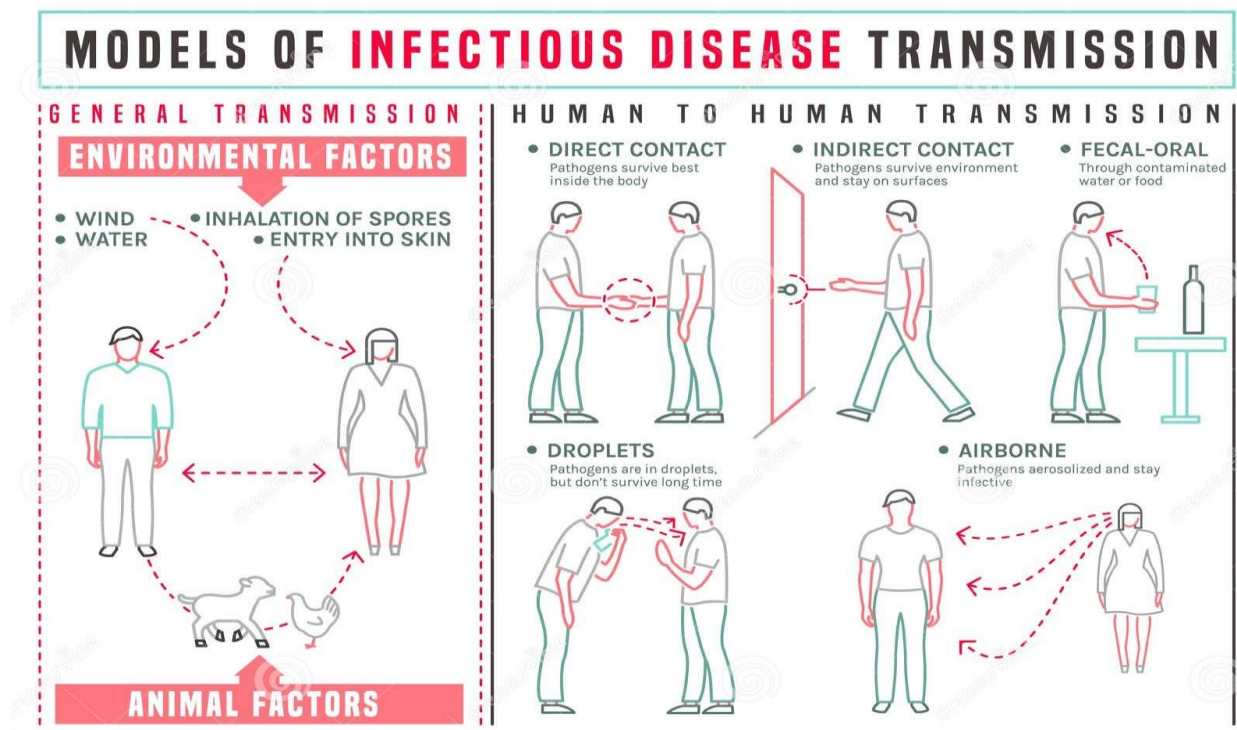 MODELS OF INFECTIOUS DISEASE TRANSMISSION
GENERAL TRANSMISSION
ENVIRONMENTAL FACTORS
• WIND
• WATER
• INHALATION OF SPORES
• ENTRY INTO SKIN
ANIMAL FACTORS
HUMAN TO HUMAN TRANSMISSION
• DIRECT CONTACT
Pathogens survive best
inside the body
• INDIRECT CONTACT
Pathogens survive environment
and stay on surfaces
• FECAL-ORAL
Through contaminated
water or food
• DROPLETS
Pathogens are in droplets,
but don't survive long time
• AIRBORNE
Pathogens aerosolized and stay
infective